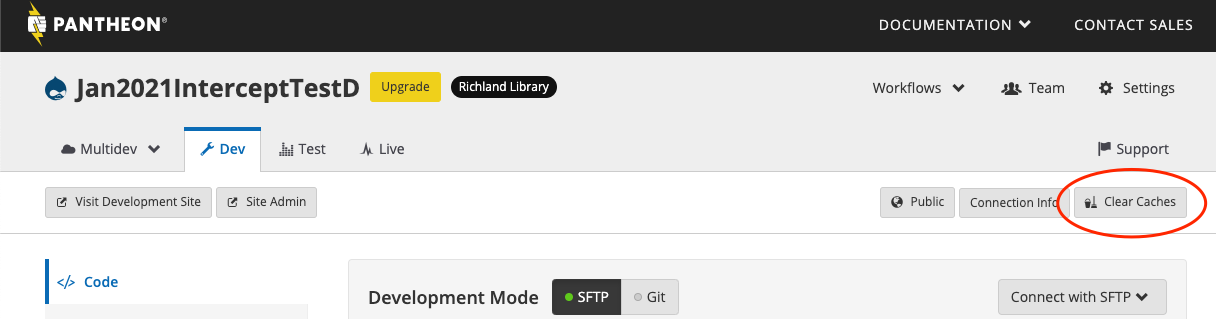 PANTHEON® DOCUMENTATION CONTACT SALES
Jan2021InterceptTestD Upgrade Richland Library Workflows Team Settings
Multidev Dev Test Live Support
Visit Development Site Site Admin Public Connection Info Clear Caches
</> Code
Development Mode SFTP Git Connect with SFTP